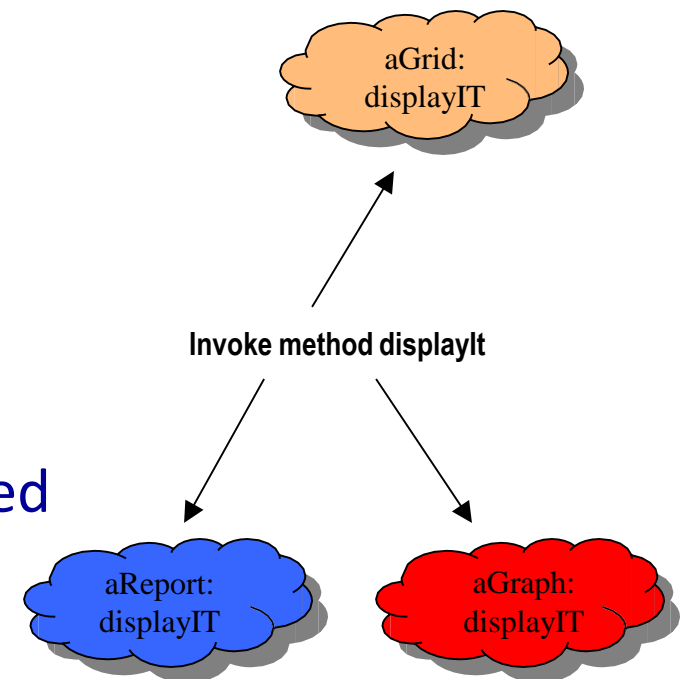 aGrid:
displayIT
Invoke method displayIt
ed
aReport:
displayIT
aGraph:
displayIT